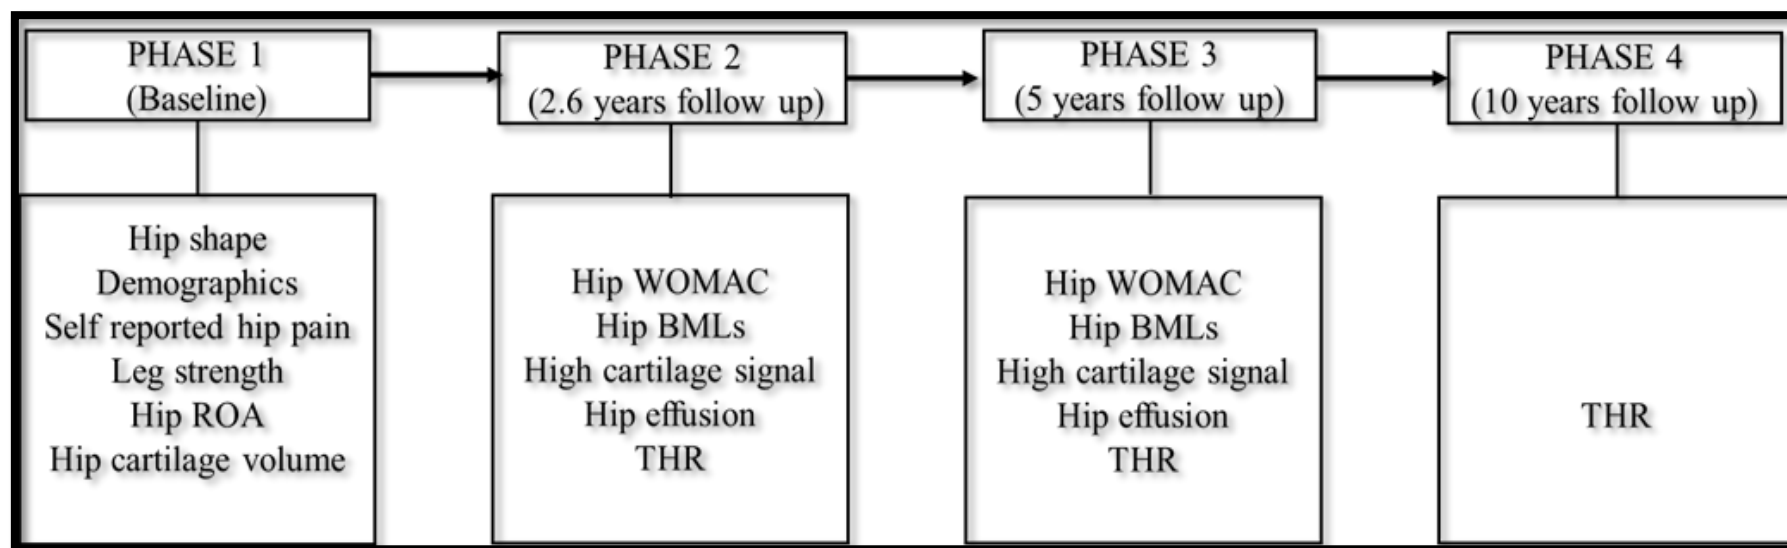 PHASE 1
(Baseline)
PHASE 2
(2.6 years follow up)
PHASE 3
(5 years follow up)
PHASE 4
(10 years follow up)
Hip shape
Demographics
Self reported hip pain
Leg strength
Hip ROA
Hip cartilage volume
Hip WOMAC
Hip BMLs
High cartilage signal
Hip effusion
THR
Hip WOMAC
Hip BMLs
High cartilage signal
Hip effusion
THR
THR